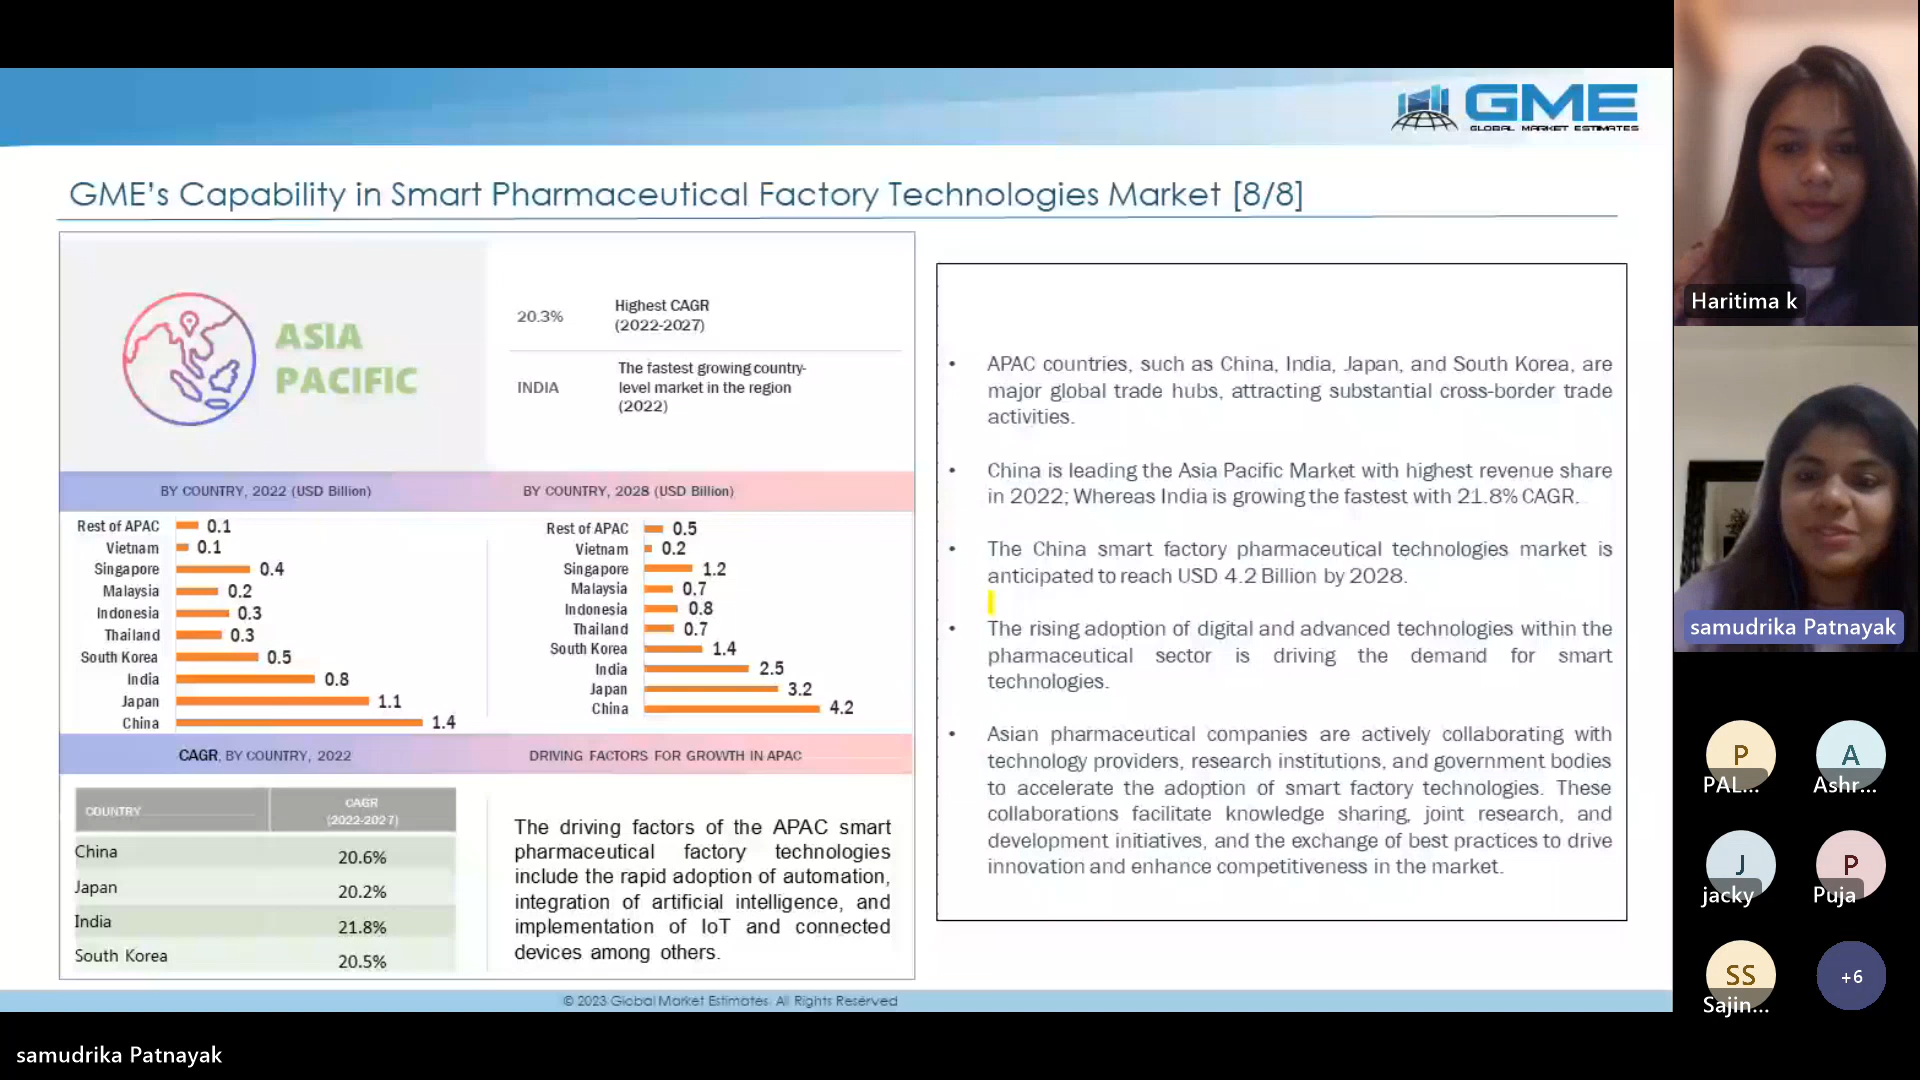 GME
GLOBAL MARKET ESTIMATES
GME's Capability in Smart Pharmaceutical Factory Technologies Market [8/8]
ASIA
PACIFIC
20.3%
Highest CAGR
(2022-2027)
INDIA
The fastest growing country-
level market in the region
(2022)
BY COUNTRY, 2022 (USD Billion)
Rest of APAC 0.1
Vietnam 0.1
Singapore 0.4
Malaysia 0.2
Indonesia 0.3
Thailand 0.3
South Korea 0.5
India 0.8
Japan 1.1
China 1.4
BY COUNTRY, 2028 (USD Billion)
Rest of APAC 0.5
Vietnam 0.2
Singapore 1.2
Malaysia 0.7
Indonesia 0.8
Thailand 0.7
South Korea 1.4
India 2.5
Japan 3.2
China 4.2
CAGR, BY COUNTRY, 2022
COUNTRY
CAGR
(2022-2027)
China 20.6%
Japan 20.2%
India 21.8%
South Korea 20.5%
DRIVING FACTORS FOR GROWTH IN APAC
The driving factors of the APAC smart
pharmaceutical factory technologies
include the rapid adoption of automation,
integration of artificial intelligence, and
implementation of IoT and connected
devices among others.
• APAC countries, such as China, India, Japan, and South Korea, are
major global trade hubs, attracting substantial cross-border trade
activities.
• China is leading the Asia Pacific Market with highest revenue share
in 2022; Whereas India is growing the fastest with 21.8% CAGR.
• The China smart factory pharmaceutical technologies market is
anticipated to reach USD 4.2 Billion by 2028.
• The rising adoption of digital and advanced technologies within the
pharmaceutical sector is driving the demand for smart
technologies.
• Asian pharmaceutical companies are actively collaborating with
technology providers, research institutions, and government bodies
to accelerate the adoption of smart factory technologies. These
collaborations facilitate knowledge sharing, joint research, and
development initiatives, and the exchange of best practices to drive
innovation and enhance competitiveness in the market.
© 2023 Global Market Estimates. All Rights Reserved
samudrika Patnayak
Haritima k
samudrika Patnayak
P
PAL...
A
Ashr...
J
jacky
P
Puja
SS
Sajin...
+6